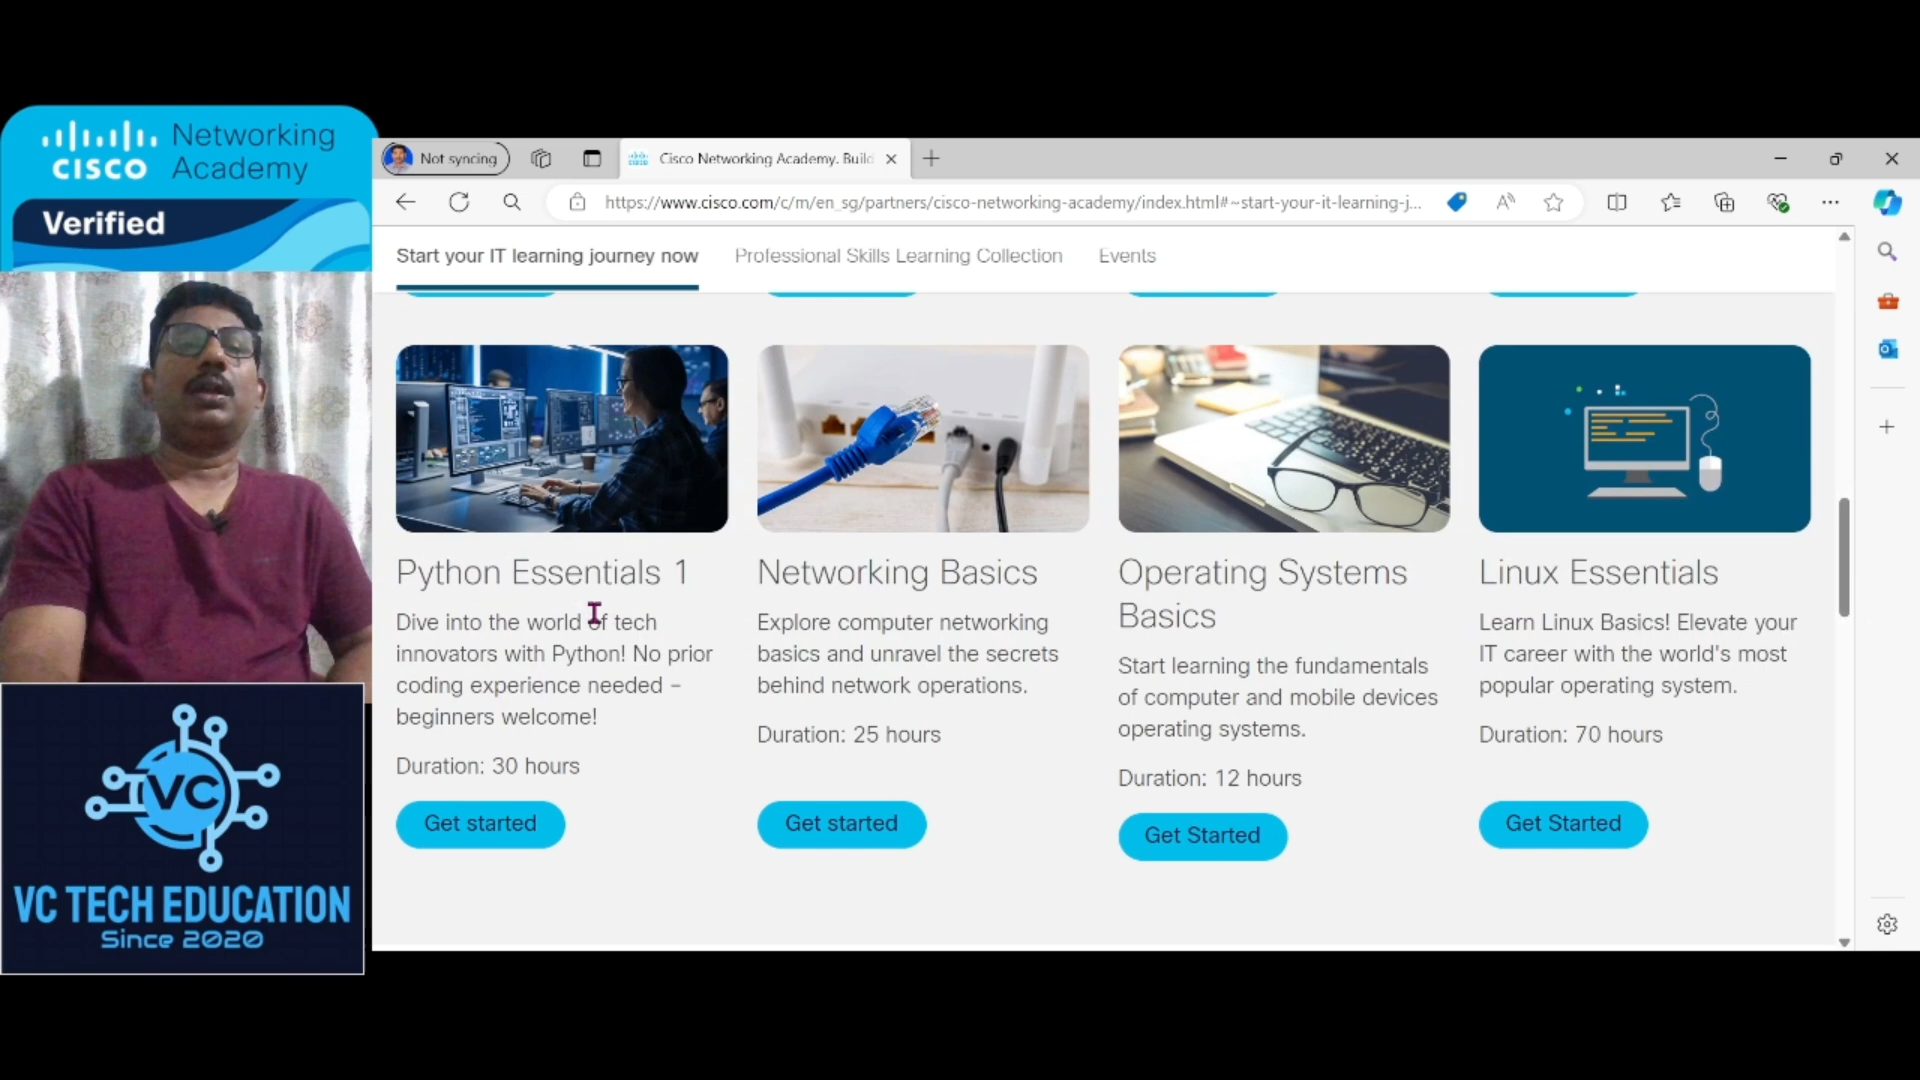 Networking
Academy
CISCO
Verified
VC
VC TECH EDUCATION
Since 2020
Not syncing
Cisco Networking Academy. Build
https://www.cisco.com/c/m/en_sg/partners/cisco-networking-academy/index.html#~start-your-it-learning-j...
Start your IT learning journey now
Professional Skills Learning Collection
Events
Python Essentials 1
Dive into the world of tech
innovators with Python! No prior
coding experience needed –
beginners welcome!
Duration: 30 hours
Get started
Networking Basics
Explore computer networking
basics and unravel the secrets
behind network operations.
Duration: 25 hours
Get started
Operating Systems
Basics
Start learning the fundamentals
of computer and mobile devices
operating systems.
Duration: 12 hours
Get Started
Linux Essentials
Learn Linux Basics! Elevate your
IT career with the world's most
popular operating system.
Duration: 70 hours
Get Started